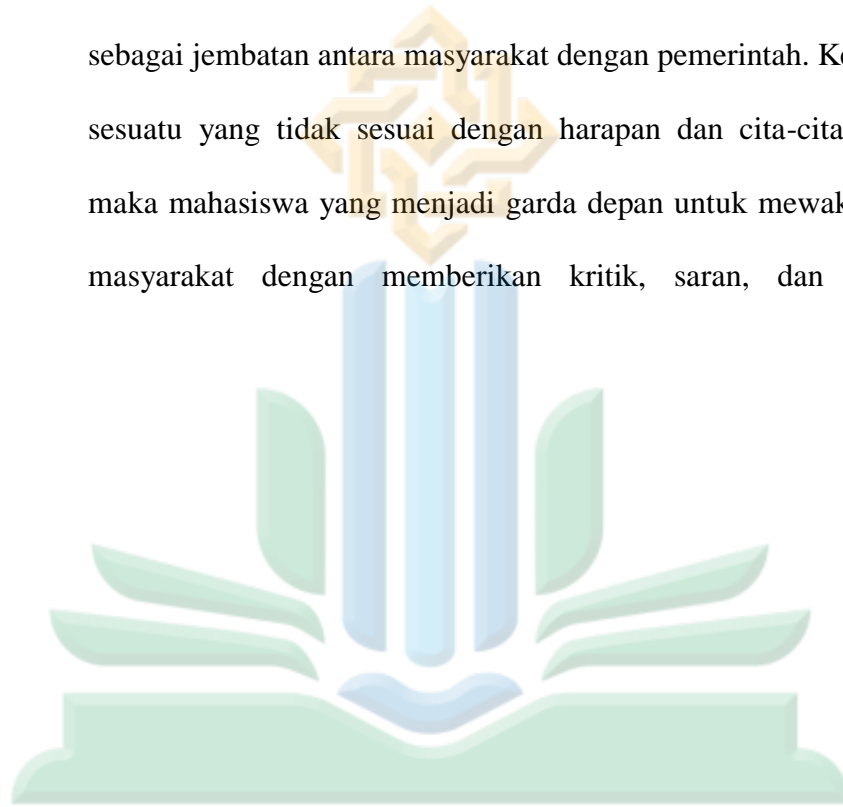 sebagai jembatan antara masyarakat dengan pemerintah.
sesuatu yang tidak sesuai dengan harapan dan cita-cita
maka mahasiswa yang menjadi garda depan untuk
masyarakat dengan memberikan kritik, saran, dan